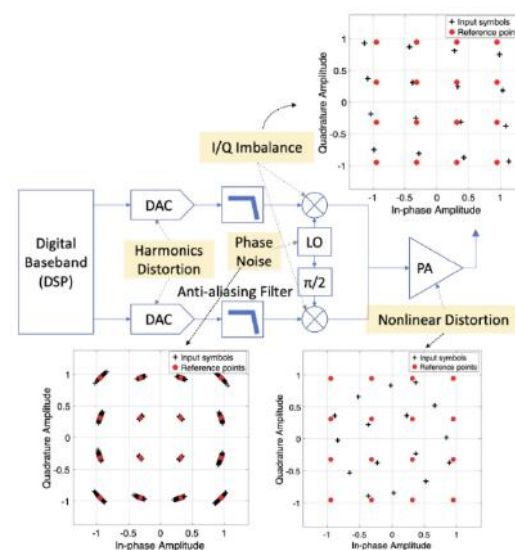 + Input symbols
Reference points
Quadrature Amplitude
1
0.5
0
-0.5
-1
-1
0
1
In-phase Amplitude
I/Q Imbalance
Digital
Baseband
(DSP)
DAC
Harmonics
Distortion
DAC
Phase
Noise
Anti-aliasing Filter
LO
π/2
PA
Nonlinear Distortion
+ Input symbols
Reference points
Quadrature Amplitude
1
0.5
0
-0.5
-1
-1
-0.5
0
0.5
1
In-phase Amplitude
+ Input symbols
Reference points
Quadrature Amplitude
1
0.5
0
-0.5
-1
-1
-0.5
0
0.5
1
In-phase Amplitude